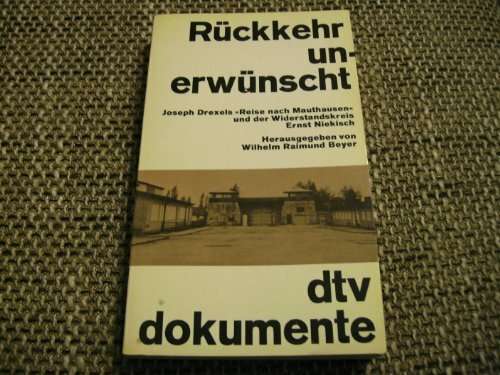 Rückkehr
un-
erwünscht
Joseph Drexels «Reise nach Mauthausen»
und der Widerstandskreis
Ernst Niekisch
Herausgegeben von
Wilhelm Raimund Beyer
dtv
dokumente